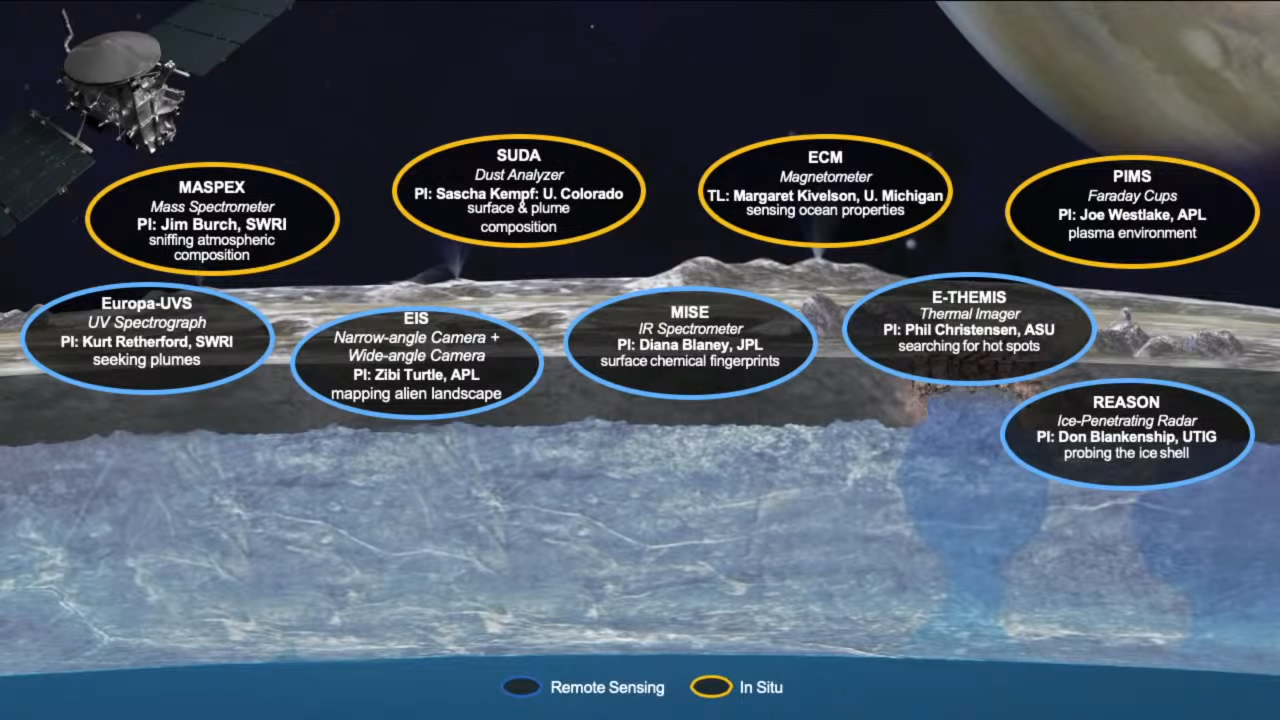 MASPEX
Mass Spectrometer
PI: Jim Burch, SWRI
sniffing atmospheric
composition
SUDA
Dust Analyzer
PI: Sascha Kempf: U. Colorado
surface & plume
composition
ECM
Magnetometer
TL: Margaret Kivelson, U. Michigan
sensing ocean properties
PIMS
Faraday Cups
PI: Joe Westlake, APL
plasma environment
Europa-UVS
UV Spectrograph
PI: Kurt Retherford, SWRI
seeking plumes
EIS
Narrow-angle Camera +
Wide-angle Camera
PI: Zibi Turtle, APL
mapping alien landscape
MISE
IR Spectrometer
PI: Diana Blaney, JPL
surface chemical fingerprints
E-THEMIS
Thermal Imager
PI: Phil Christensen, ASU
searching for hot spots
REASON
Ice-Penetrating Radar
PI: Don Blankenship, UTIG
probing the ice shell
Remote Sensing
In Situ